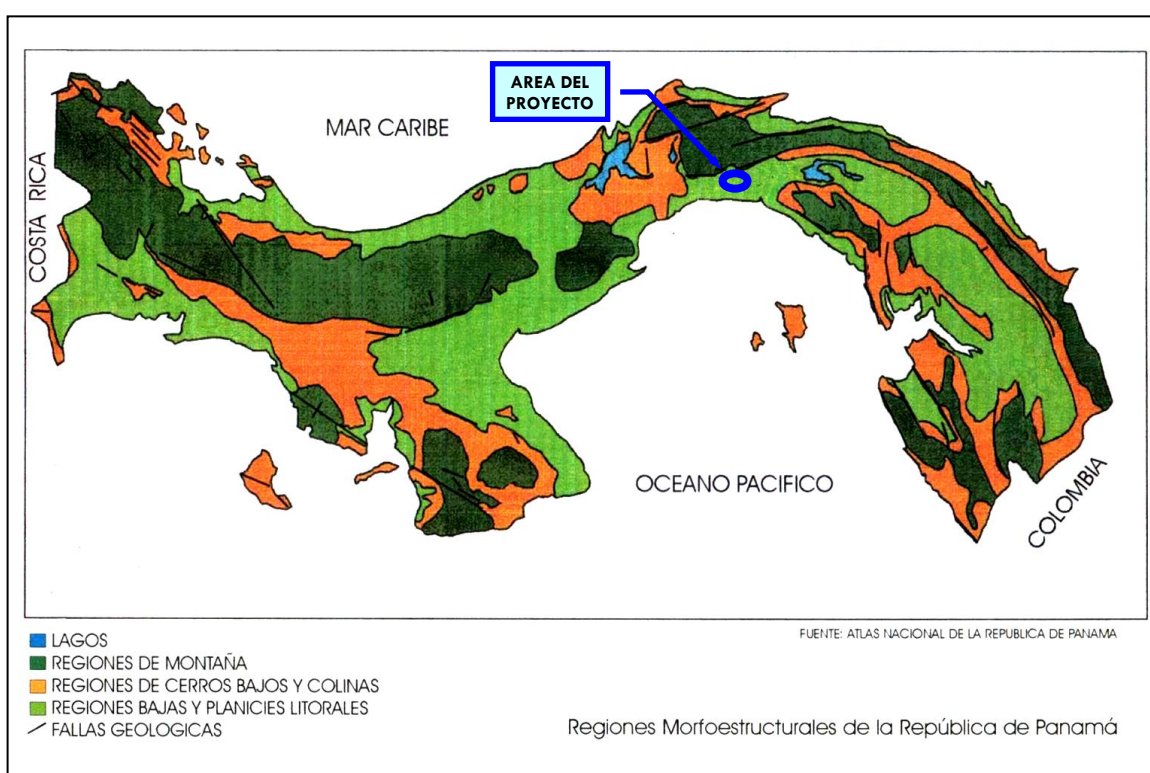 AREA DEL
PROYECTO
MAR CARIBE
COSTA RICA
OCEANO PACIFICO
COLOMBIA
FUENTE: ATLAS NACIONAL DE LA REPUBLICA DE PANAMA
LAGOS
REGIONES DE MONTAÑA
REGIONES DE CERROS BAJOS Y COLINAS
REGIONES BAJAS Y PLANICIES LITORALES
FALLAS GEOLOGICAS
Regiones Morfoestructurales de la República de Panamá